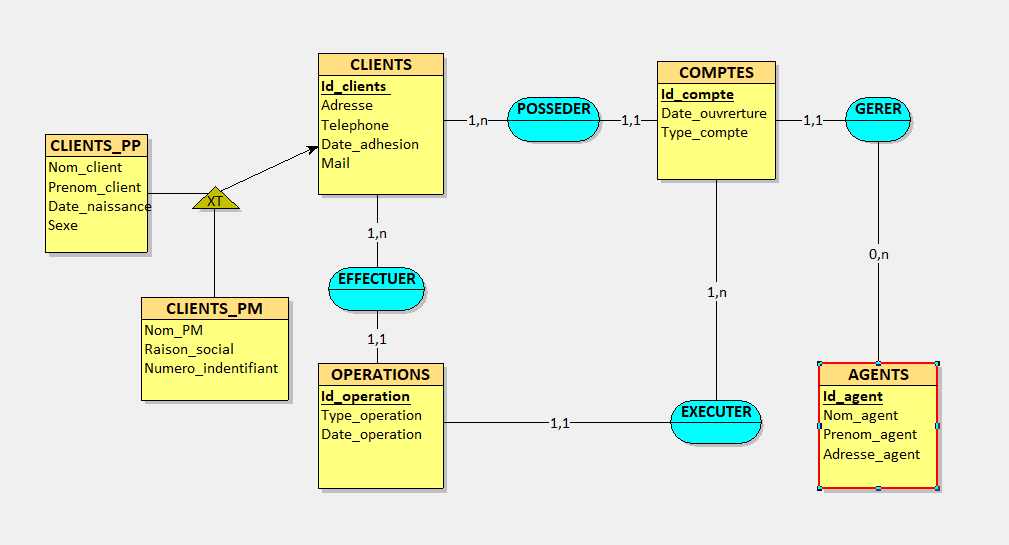 CLIENTS
Id_clients
Adresse
Telephone
Date_adhesion
Mail
1,n
POSSEDER
1,1
COMPTES
Id_compte
Date_ouvrerture
Type_compte
1,1
GERER
CLIENTS_PP
Nom_client
Prenom_client
Date_naissance
Sexe
XT
1,n
0,n
EFFECTUER
1,n
CLIENTS_PM
Nom_PM
Raison_social
Numero_indentifiant
1,1
OPERATIONS
Id_operation
Type_operation
Date_operation
1,1
EXECUTER
AGENTS
Id_agent
Nom_agent
Prenom_agent
Adresse_agent